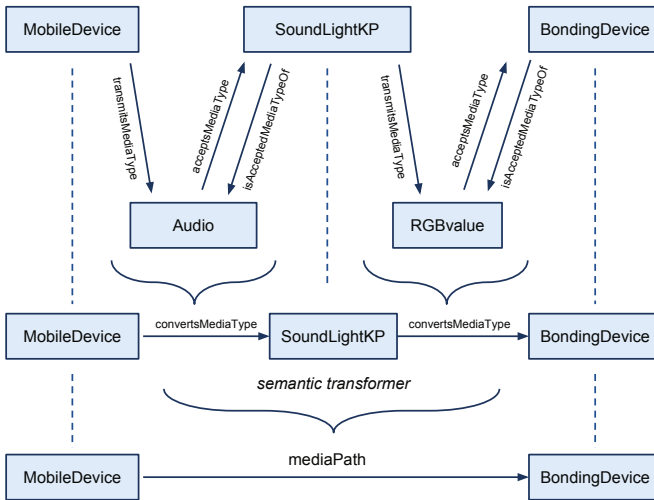 MobileDevice
SoundLightKP
BondingDevice
transmitsMediaType
acceptsMediaType
isAcceptedMediaTypeOf
transmitsMediaType
acceptsMediaType
isAcceptedMediaTypeOf
Audio
RGBvalue
MobileDevice
convertsMediaType
SoundLightKP
convertsMediaType
BondingDevice
semantic transformer
mediaPath
MobileDevice
BondingDevice